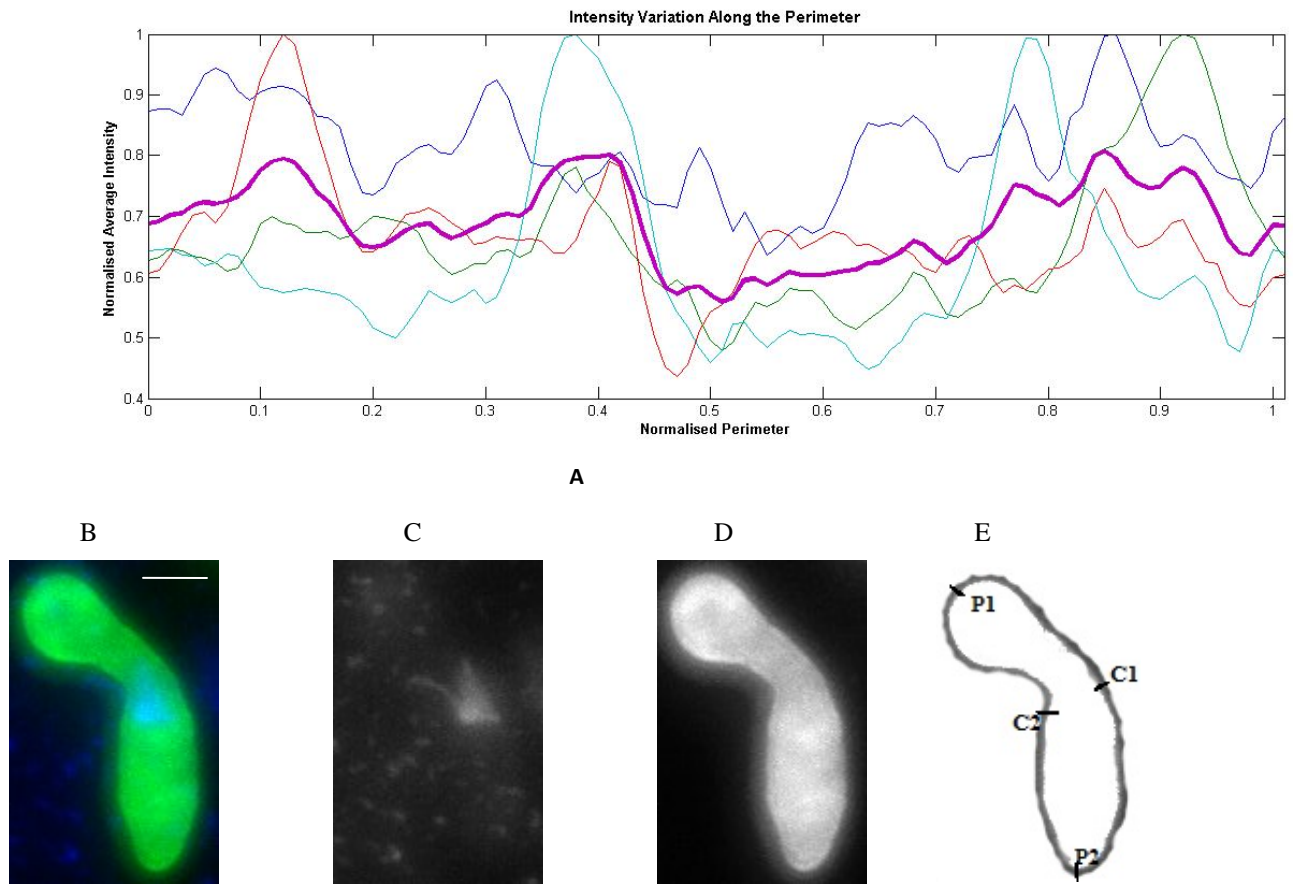 Intensity Variation Along the Perimeter
Normalised Average Intensity
1
0.9
0.8
0.7
0.6
0.5
0.4
0 0.1 0.2 0.3 0.4 0.5 0.6 0.7 0.8 0.9 1
Normalised Perimeter
A
B C D E
P1
C1
C2
P2